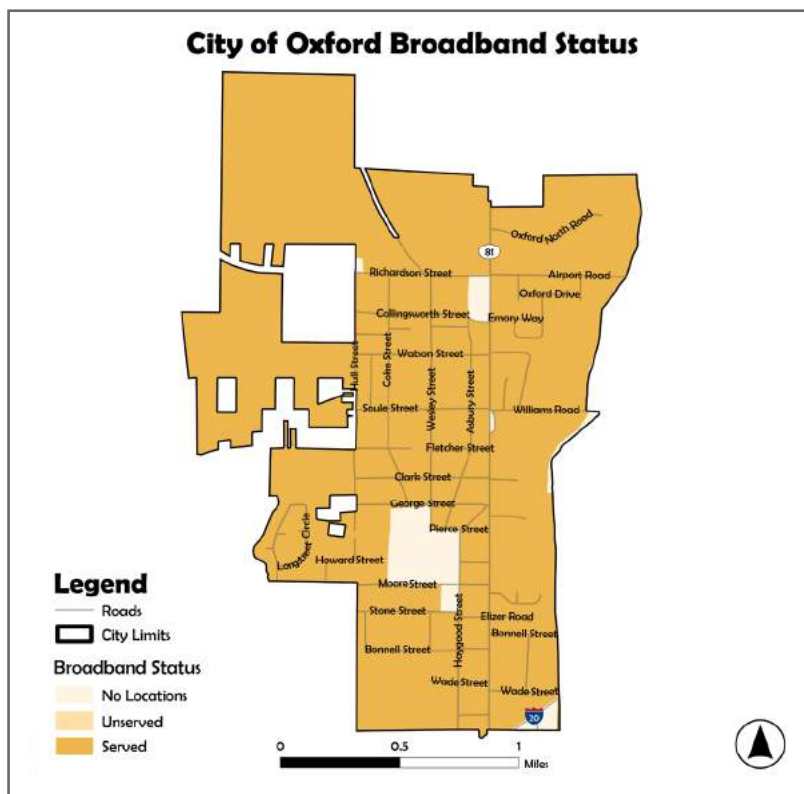 City of Oxford Broadband Status
Oxford North Road
81
Richardson Street
Airport Road
Oxford Drive
Collingsworth Street
Emory Way
Watson Street
Hull Street
Coke Street
Wesley Street
Asbury Street
Soule Street
Williams Road
Fletcher Street
Clark Street
George Street
Pierce Street
Longstreet Circle
Howard Street
Moore Street
Stone Street
Haygood Street
Elizer Road
Bonnell Street
Bonnell Street
Wade Street
Wade Street
20
Legend
Roads
City Limits
Broadband Status
No Locations
Unserved
Served
0 0.5 1
Miles